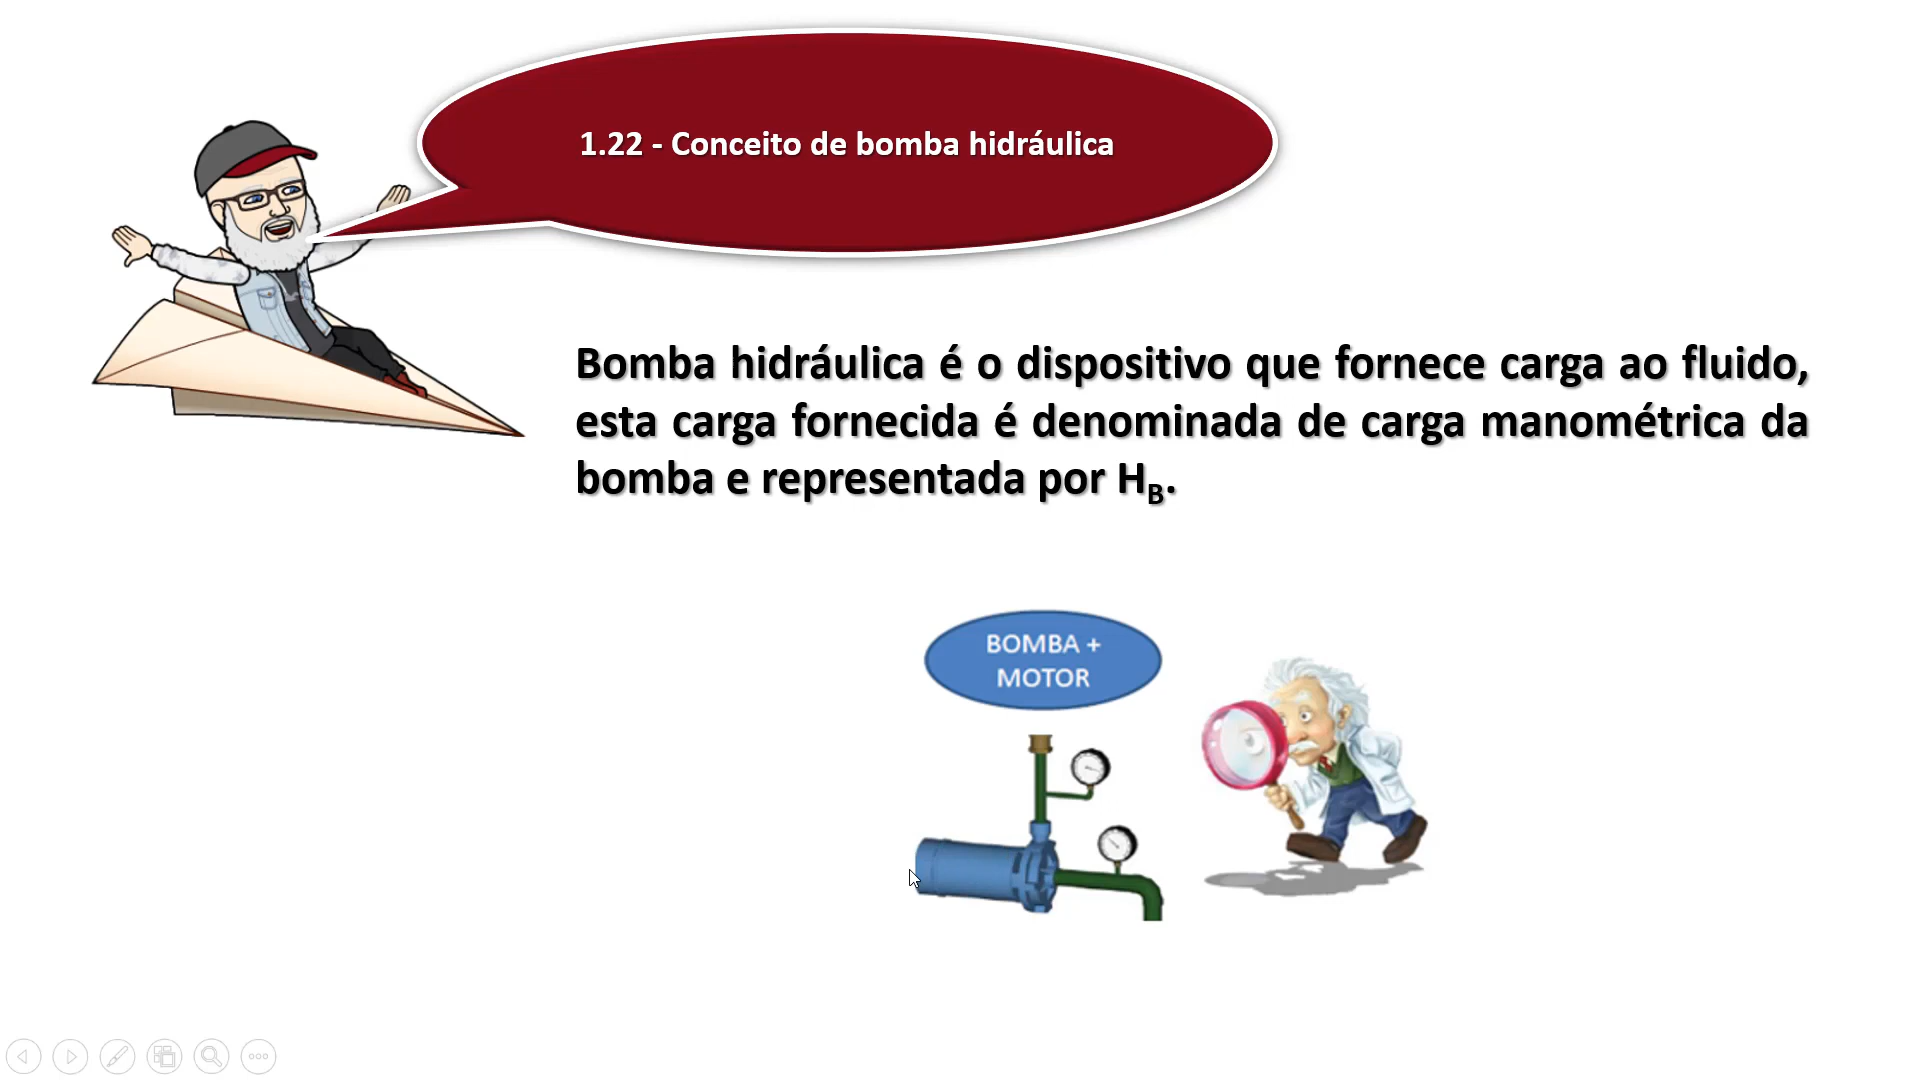 1.22 - Conceito de bomba hidráulica
Bomba hidráulica é o dispositivo que fornece carga ao fluido,
esta carga fornecida é denominada de carga manométrica da
bomba e representada por H_B.
BOMBA +
MOTOR